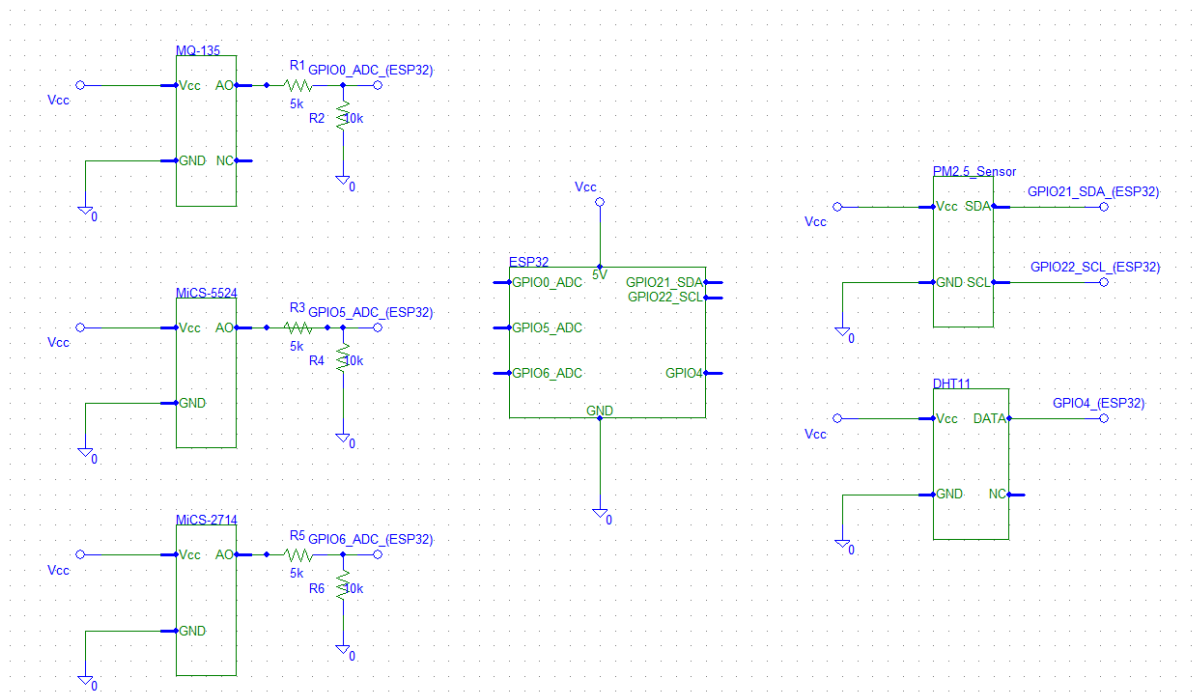 MQ-135
Vcc
Vcc AO
GND NC
0
R1
5k
GPIO0_ADC_(ESP32)
R2 10k
0
MiCS-5524
Vcc
Vcc AO
GND
0
R3
5k
GPIO5_ADC_(ESP32)
R4 10k
0
MiCS-2714
Vcc
Vcc AO
GND
0
R5
5k
GPIO6_ADC_(ESP32)
R6 10k
0
Vcc
ESP32
5V
GPIO0_ADC
GPIO5_ADC
GPIO6_ADC
GPIO21_SDA
GPIO22_SCL
GPIO4
GND
0
PM2.5_Sensor
Vcc
Vcc SDA
GND SCL
0
GPIO21_SDA_(ESP32)
GPIO22_SCL_(ESP32)
DHT11
Vcc
Vcc DATA
GND NC
0
GPIO4_(ESP32)